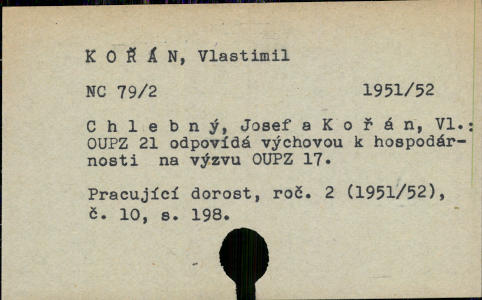 K O Ř Á N, Vlastimil
NC 79/2 1951/52
C h l e b n ý, Josef a K o ř á n, Vl.:
OUPZ 21 odpovídá výchovou k hospodár-
nosti na výzvu OUPZ 17.
Pracující dorost, roč. 2 (1951/52),
č. 10, s. 198.